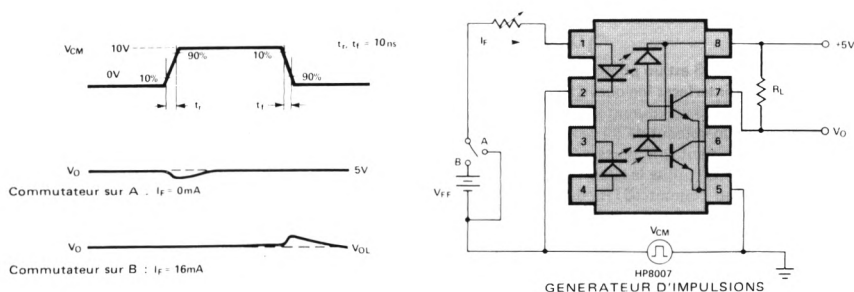 VCM
10V
0V
10%
90%
10%
90%
tr, tf = 10ns
tr
tf
VO
5V
Commutateur sur A : IF = 0mA
VO
VOL
Commutateur sur B : IF = 16mA
IF
A
B
VFF
1
2
3
4
8
7
6
5
+5V
RL
VO
VCM
HP8007
GENERATEUR D'IMPULSIONS